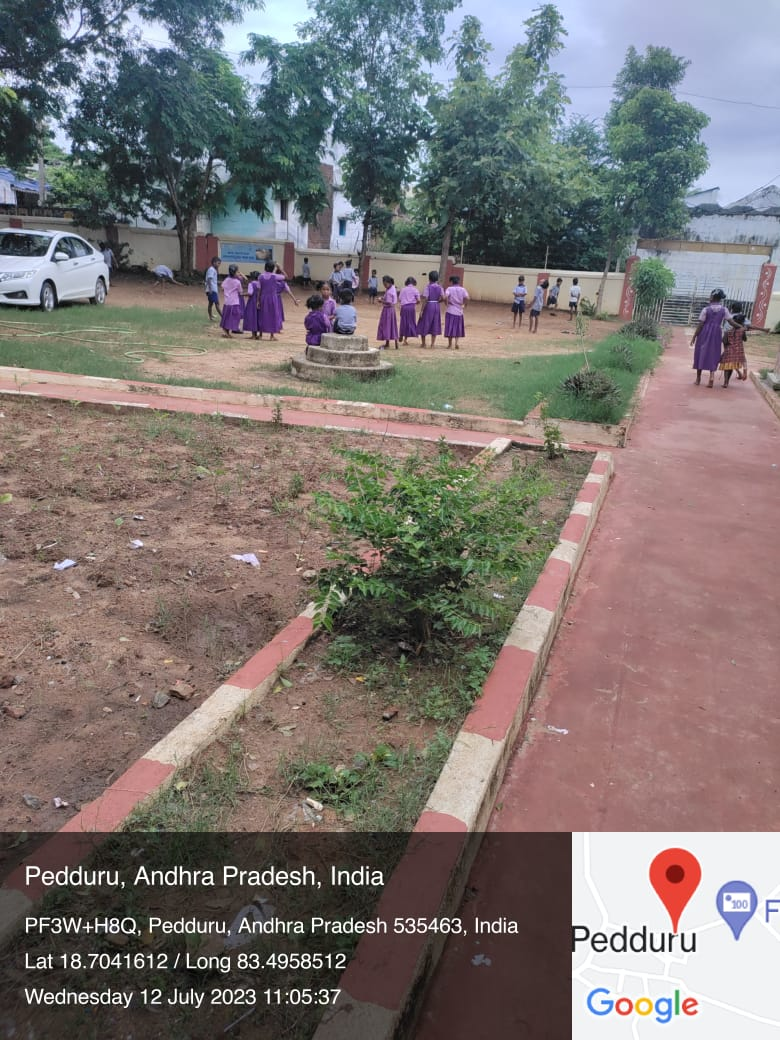 Pedduru, Andhra Pradesh, India
PF3W+H8Q, Pedduru, Andhra Pradesh 535463, India
Lat 18.7041612 / Long 83.4958512
Wednesday 12 July 2023 11:05:37
100
F
Pedduru
Google